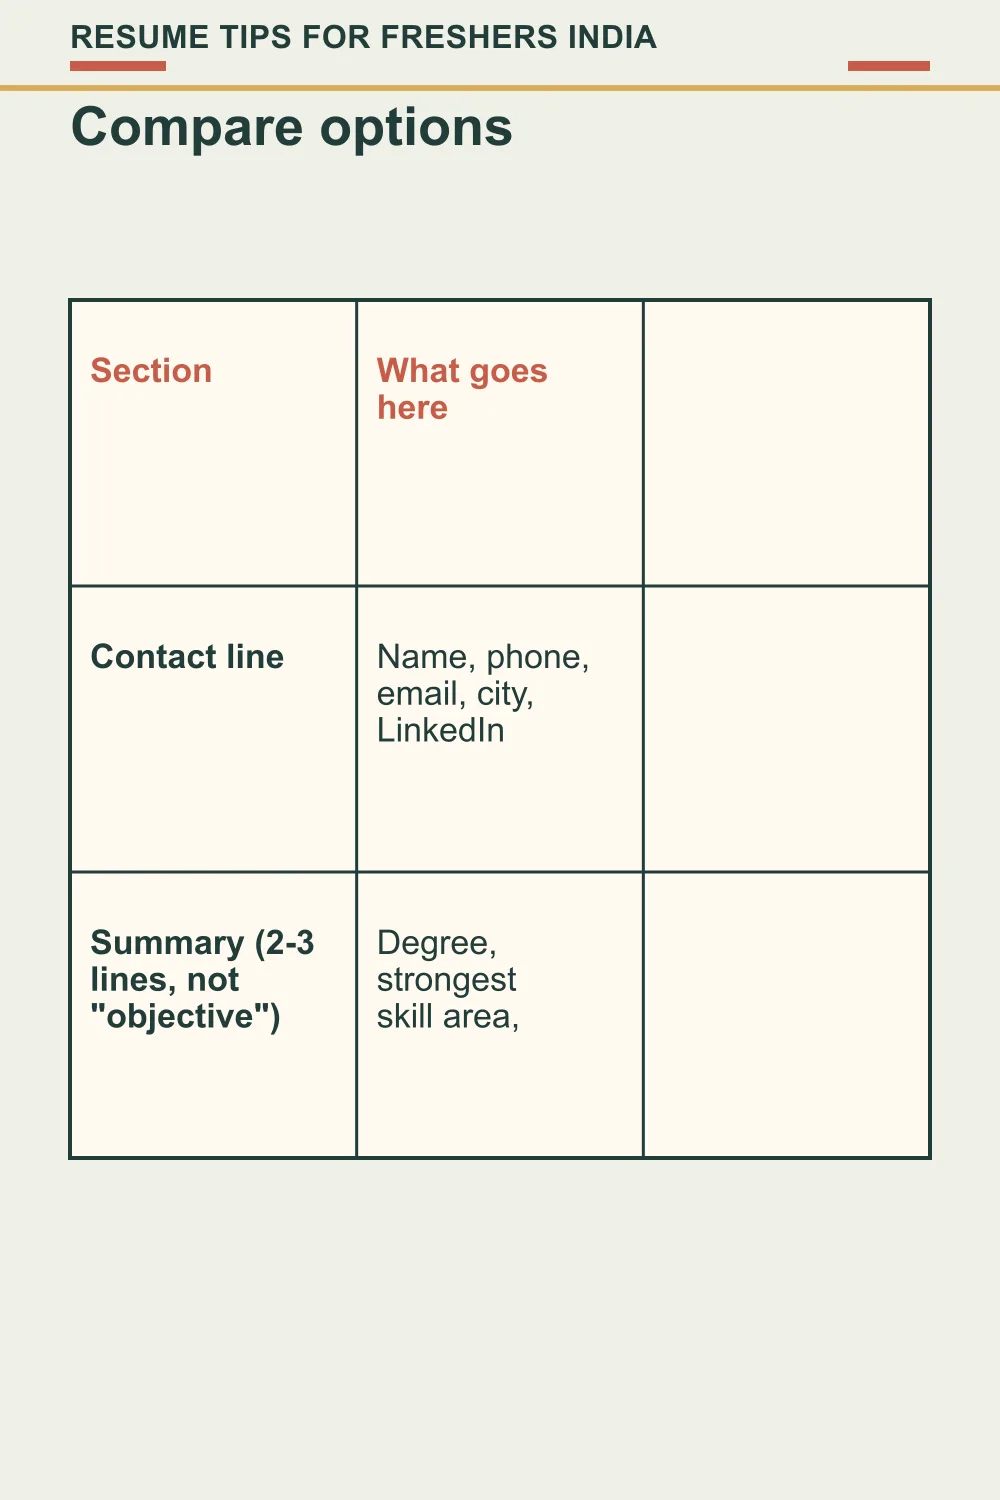 RESUME TIPS FOR FRESHERS INDIA
Compare options
Section
What goes
here
Contact line
Name, phone,
email, city,
LinkedIn
Summary (2-3
lines, not
"objective")
Degree,
strongest
skill area,